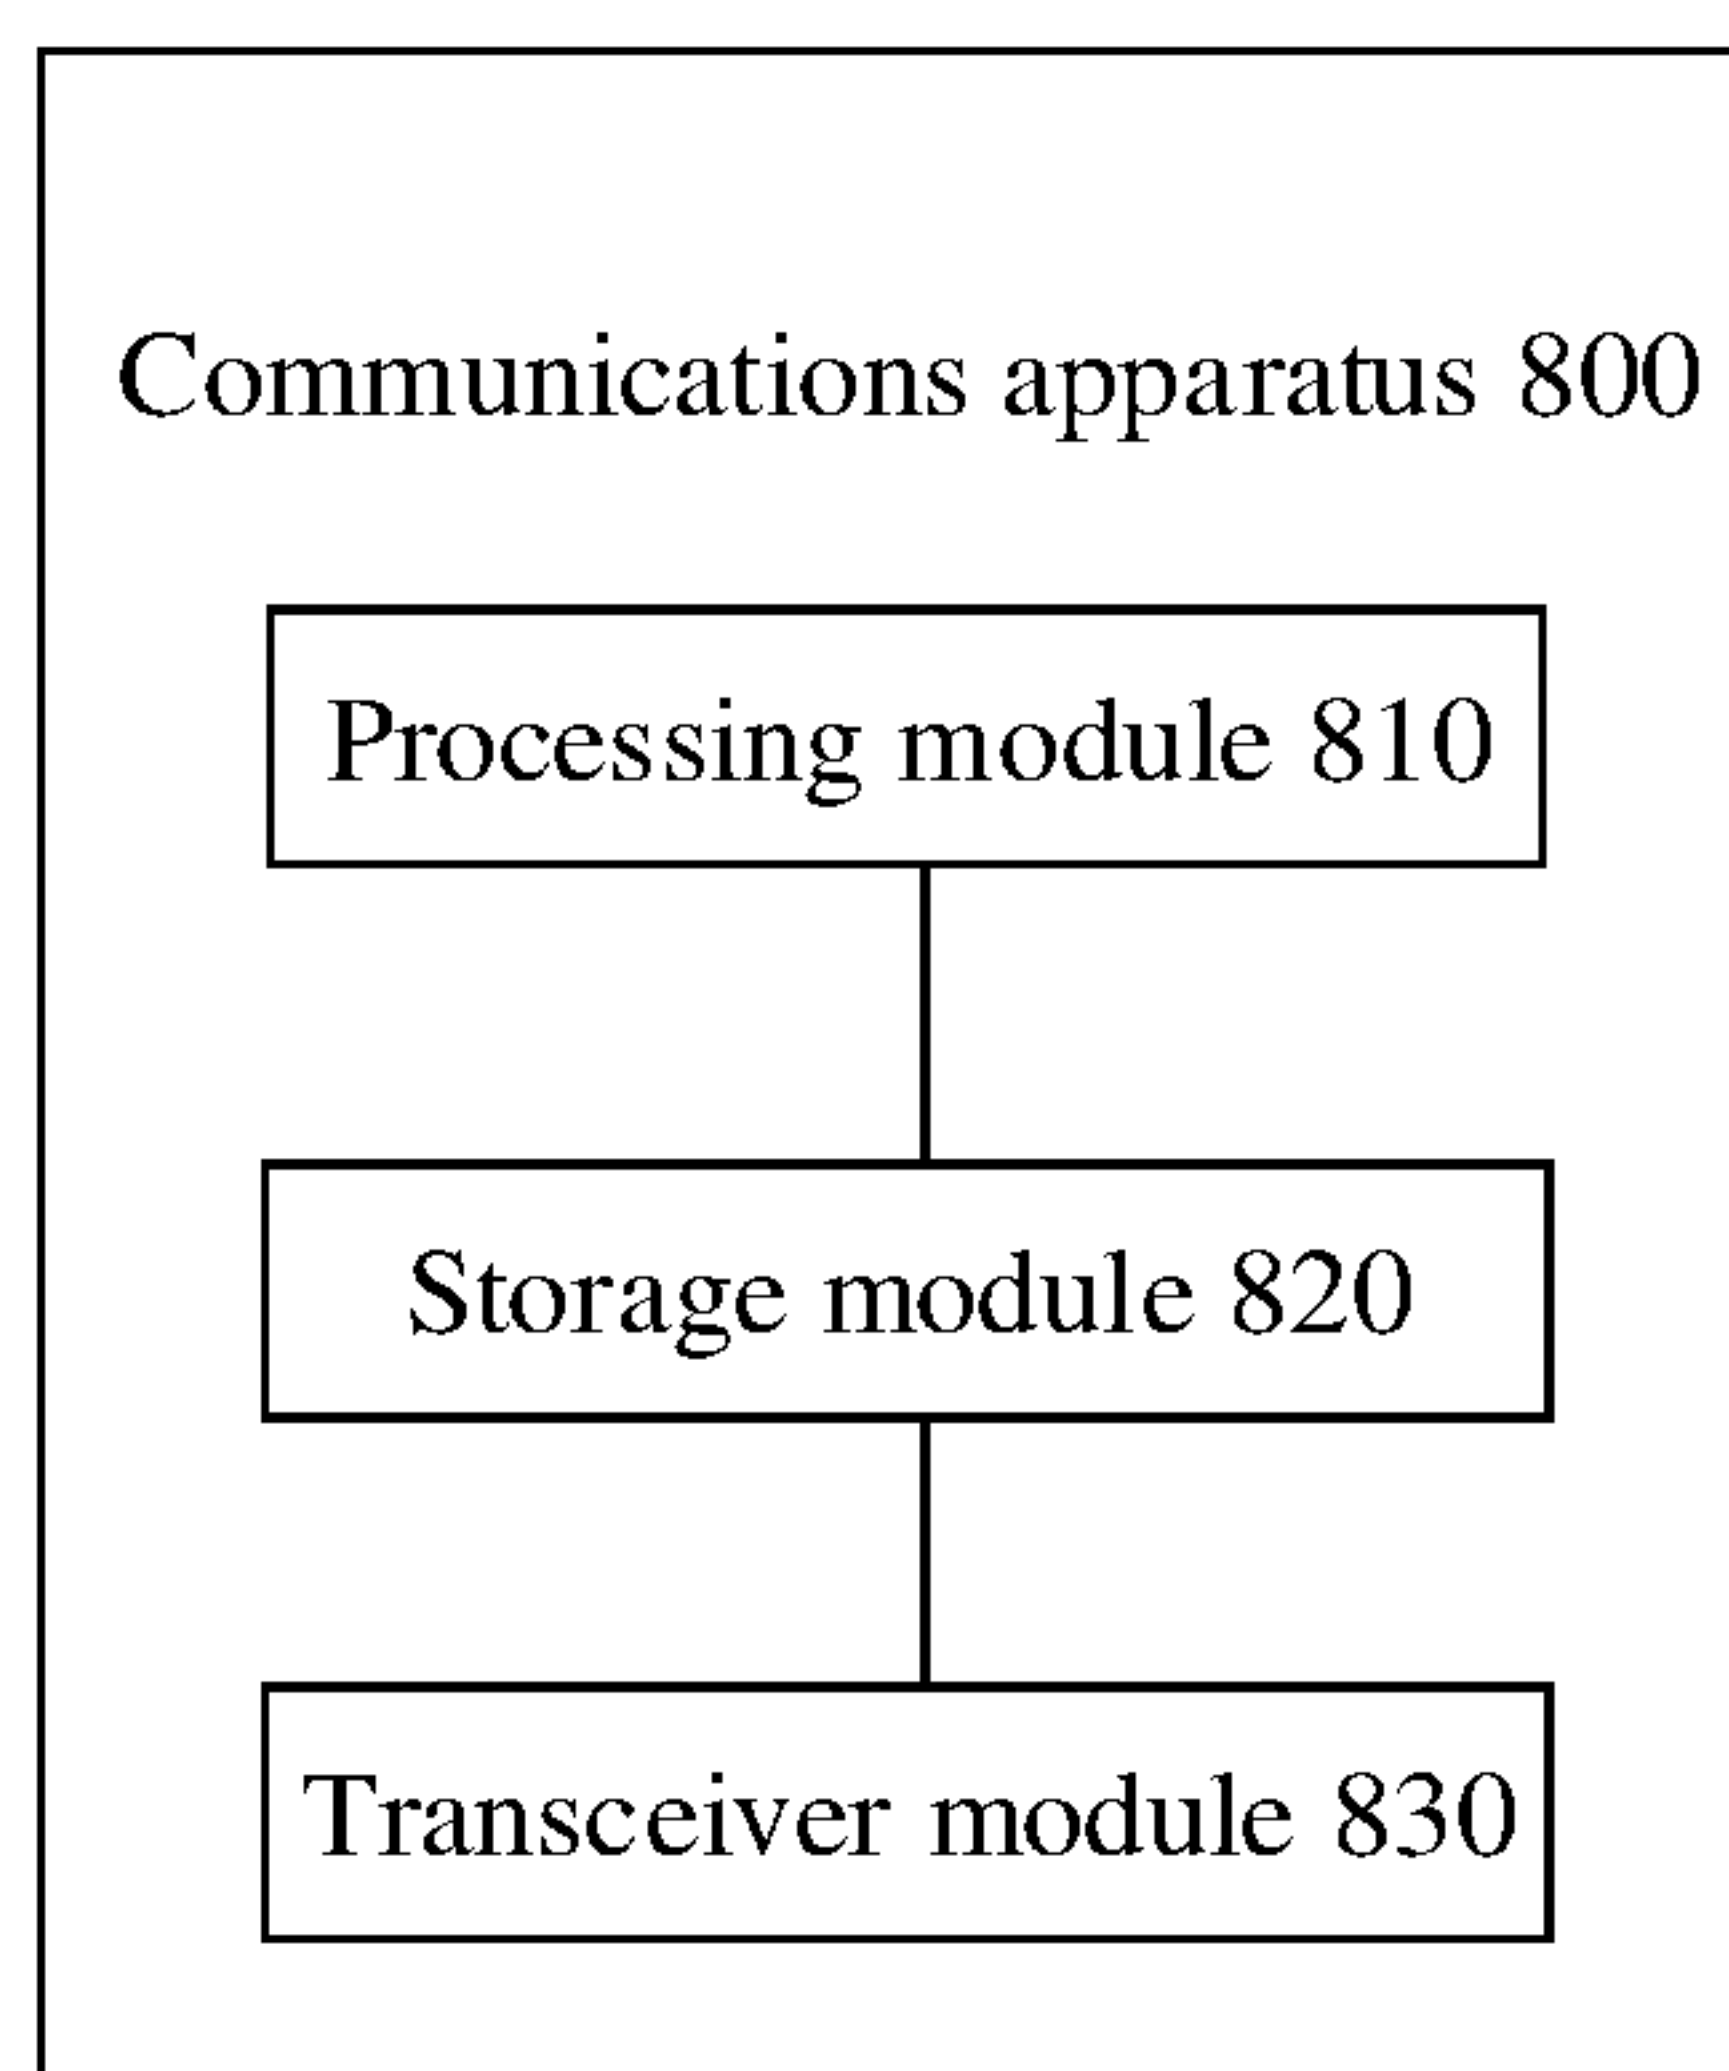 Communications apparatus 800
Processing module 810
Storage module 820
Transceiver module 830